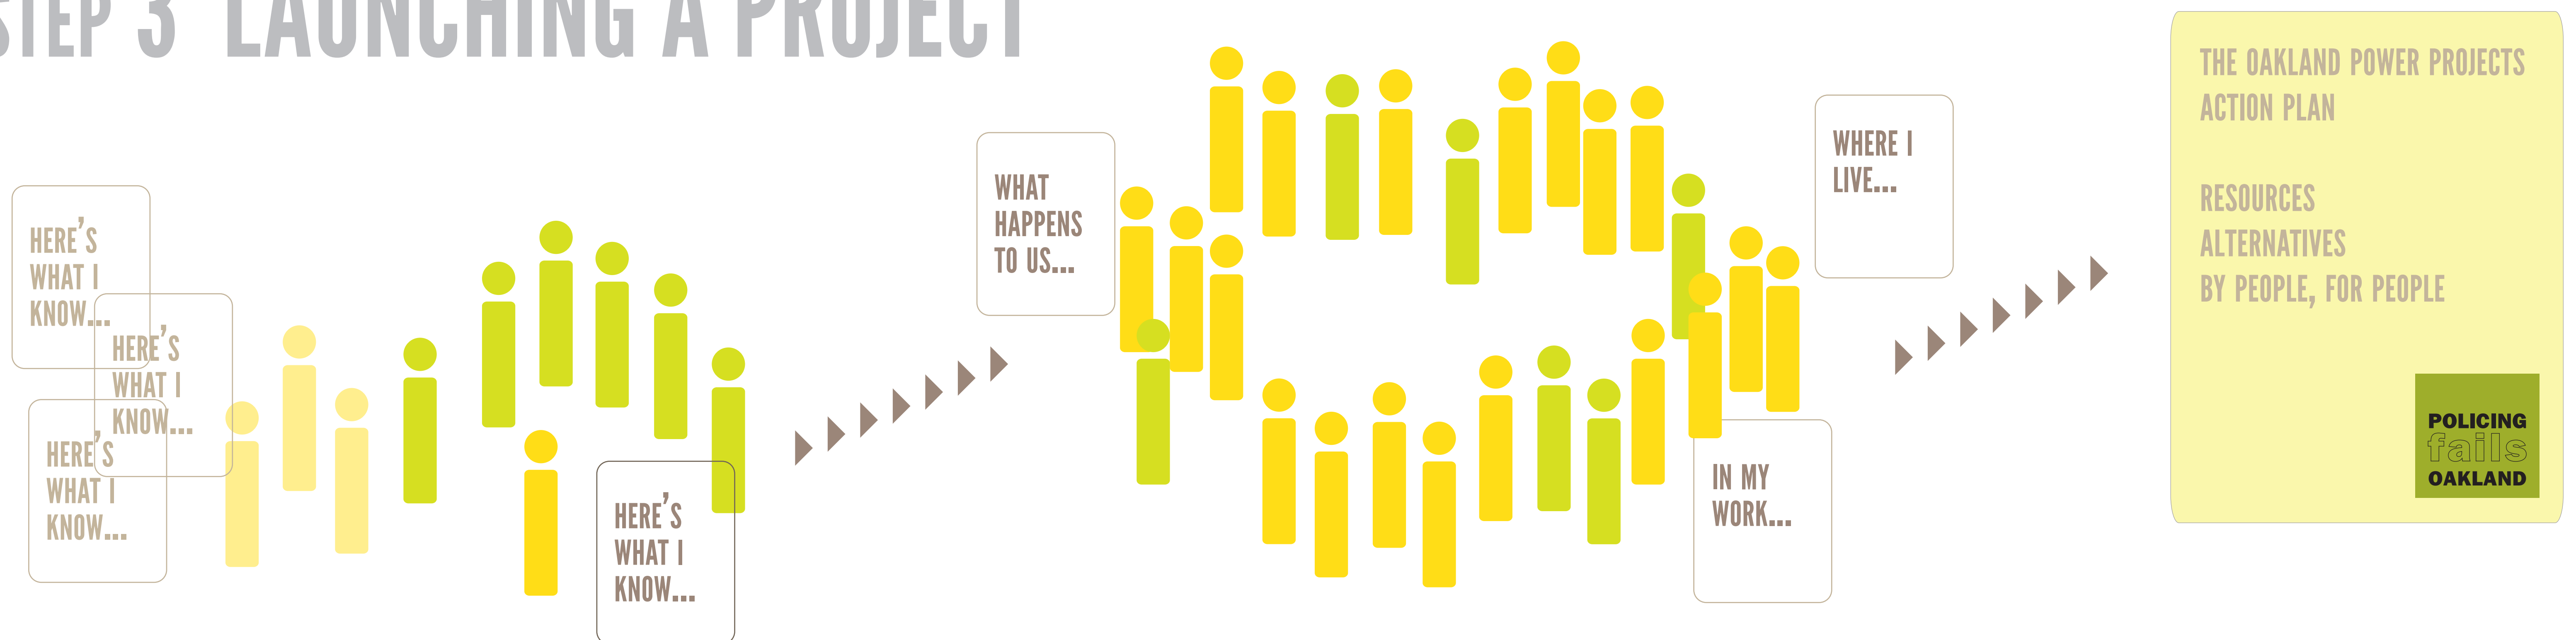 STEP 3 LAUNCHING A PROJECT
HERE'S
WHAT I
KNOW...
HERE'S
WHAT I
KNOW...
HERE'S
WHAT I
KNOW...
HERE'S
WHAT I
KNOW...
WHAT
HAPPENS
TO US...
WHERE I
LIVE...
IN MY
WORK...
THE OAKLAND POWER PROJECTS
ACTION PLAN
RESOURCES
ALTERNATIVES
BY PEOPLE, FOR PEOPLE
POLICING
fails
OAKLAND